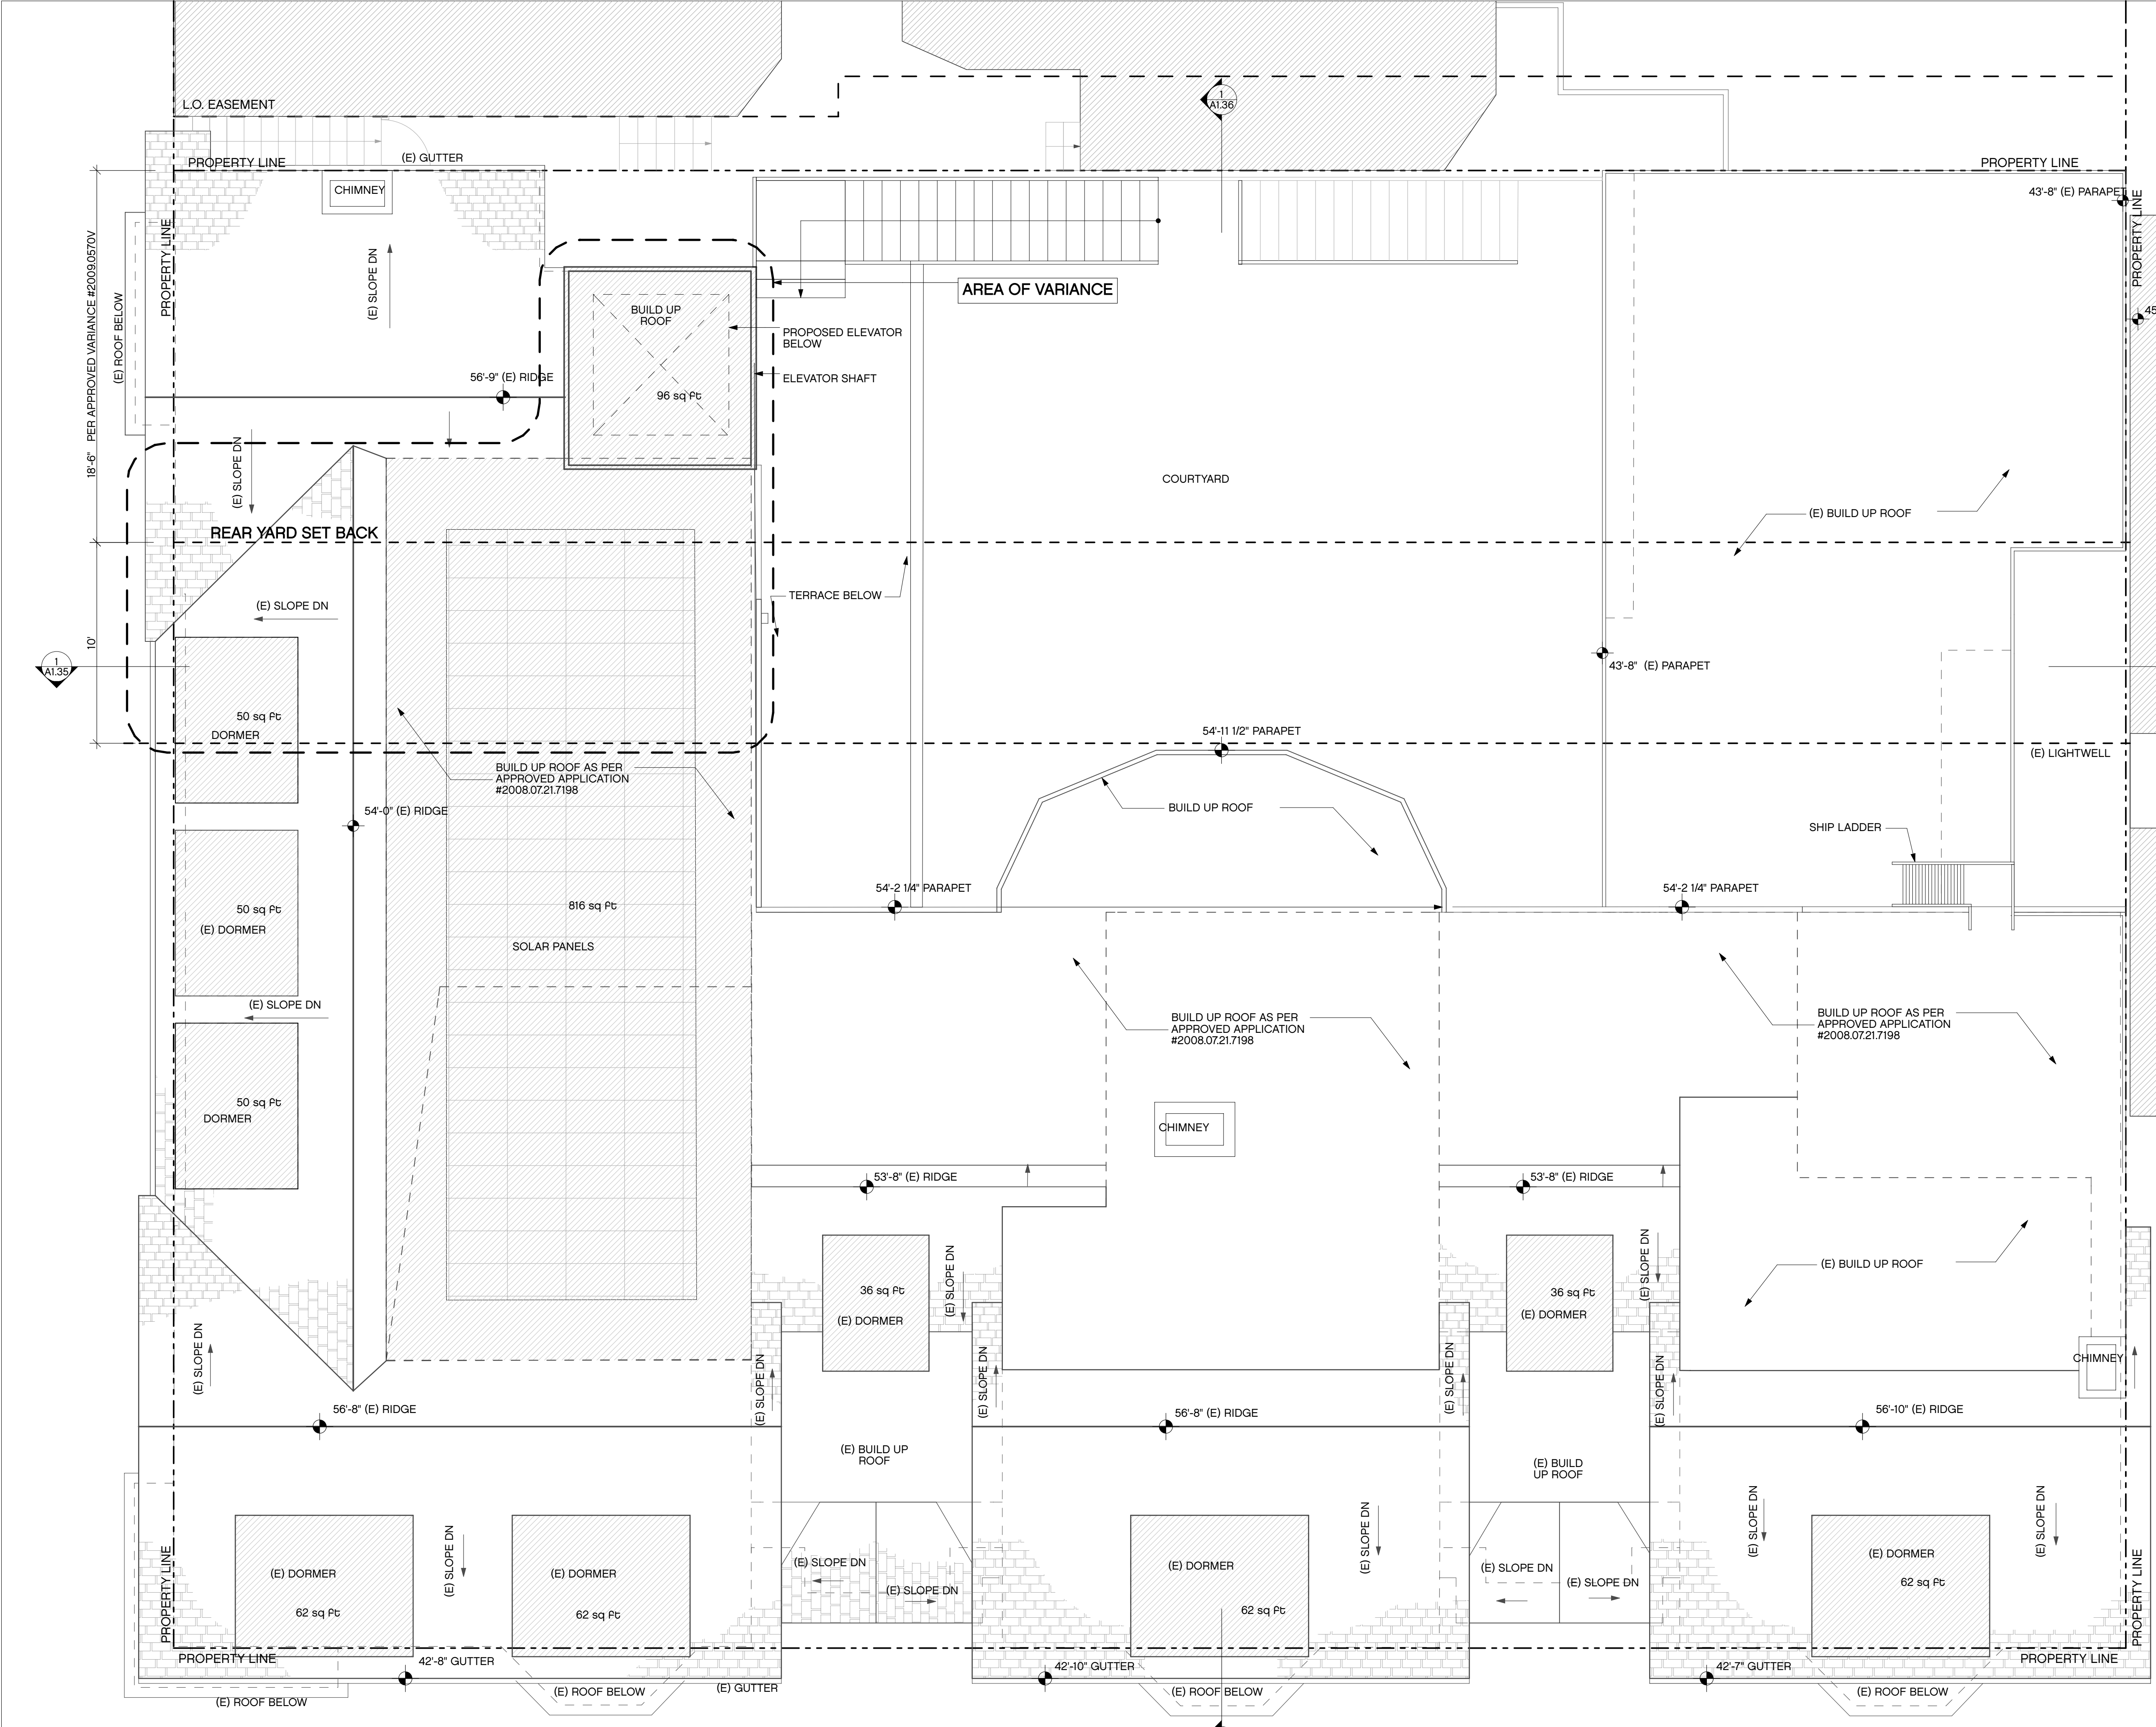 L.O. EASEMENT
1
A1.36
PROPERTY LINE
(E) GUTTER
PROPERTY LINE
CHIMNEY
43'-8" (E) PARAPET
PROPERTY LINE
PROPERTY LINE
(E) SLOPE DN
18'-6" PER APPROVED VARIANCE #2009.0570V
(E) ROOF BELOW
AREA OF VARIANCE
BUILD UP
ROOF
PROPOSED ELEVATOR
BELOW
45
56'-9" (E) RIDGE
ELEVATOR SHAFT
96 sq ft
(E) SLOPE DN
COURTYARD
(E) BUILD UP ROOF
REAR YARD SET BACK
TERRACE BELOW
(E) SLOPE DN
10'
1
A1.35
43'-8" (E) PARAPET
50 sq ft
DORMER
54'-11 1/2" PARAPET
(E) LIGHTWELL
BUILD UP ROOF AS PER
APPROVED APPLICATION
#2008.07.21.7198
54'-0" (E) RIDGE
BUILD UP ROOF
SHIP LADDER
54'-2 1/4" PARAPET
54'-2 1/4" PARAPET
50 sq ft
(E) DORMER
816 sq ft
SOLAR PANELS
(E) SLOPE DN
BUILD UP ROOF AS PER
APPROVED APPLICATION
#2008.07.21.7198
BUILD UP ROOF AS PER
APPROVED APPLICATION
#2008.07.21.7198
50 sq ft
DORMER
CHIMNEY
53'-8" (E) RIDGE
53'-8" (E) RIDGE
(E) SLOPE DN
(E) SLOPE DN
36 sq ft
(E) DORMER
36 sq ft
(E) DORMER
(E) BUILD UP ROOF
(E) SLOPE DN
(E) SLOPE DN
(E) SLOPE DN
(E) SLOPE DN
(E) SLOPE DN
CHIMNEY
56'-8" (E) RIDGE
56'-8" (E) RIDGE
56'-10" (E) RIDGE
(E) BUILD UP
ROOF
(E) BUILD
UP ROOF
(E) SLOPE DN
(E) SLOPE DN
(E) SLOPE DN
(E) SLOPE DN
PROPERTY LINE
(E) DORMER
62 sq ft
(E) DORMER
62 sq ft
(E) SLOPE DN
(E) SLOPE DN
(E) DORMER
62 sq ft
(E) SLOPE DN
(E) SLOPE DN
(E) DORMER
62 sq ft
PROPERTY LINE
PROPERTY LINE
42'-8" GUTTER
42'-10" GUTTER
42'-7" GUTTER
PROPERTY LINE
(E) ROOF BELOW
(E) ROOF BELOW
(E) GUTTER
(E) ROOF BELOW
(E) ROOF BELOW